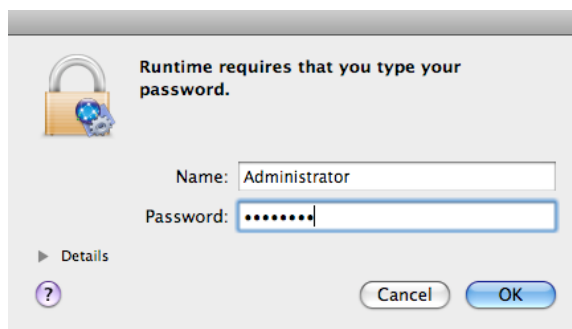 Runtime requires that you type your
password.
Name: Administrator
Password: ••••••••
Details
?
Cancel OK